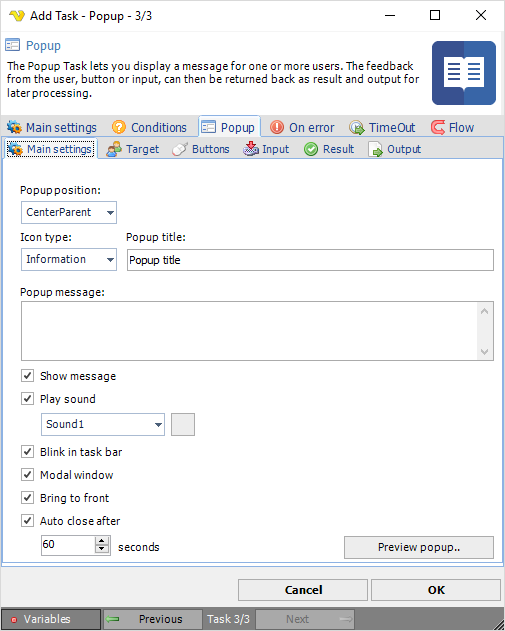 Add Task - Popup - 3/3
Popup
The Popup Task lets you display a message for one or more users. The feedback
from the user, button or input, can then be returned back as result and output for
later processing.
Main settings Conditions Popup On error TimeOut Flow
Main settings Target Buttons Input Result Output
Popup position:
CenterParent
Icon type: Popup title:
Information Popup title
Popup message:
Show message
Play sound
Sound1
Blink in task bar
Modal window
Bring to front
Auto close after
60 seconds Preview popup..
Cancel OK
Variables Previous Task 3/3 Next